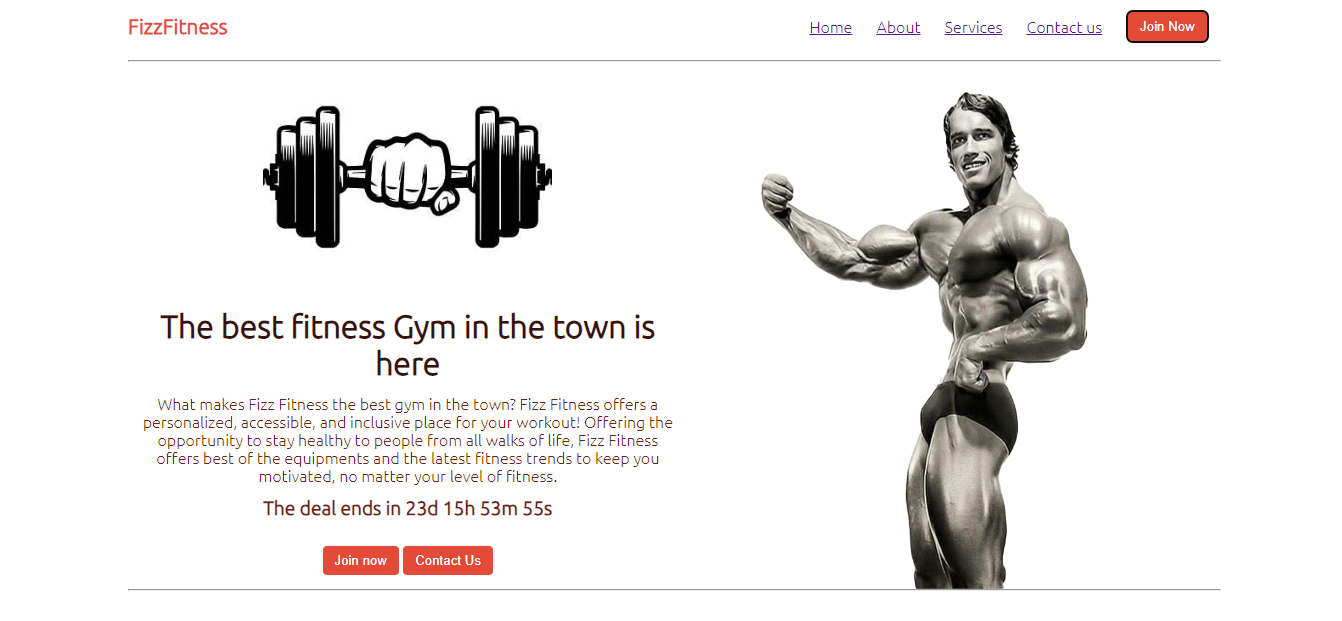 FizzFitness
Home About Services Contact us Join Now
The best fitness Gym in the town is
here
What makes Fizz Fitness the best gym in the town? Fizz Fitness offers a
personalized, accessible, and inclusive place for your workout! Offering the
opportunity to stay healthy to people from all walks of life, Fizz Fitness
offers best of the equipments and the latest fitness trends to keep you
motivated, no matter your level of fitness.
The deal ends in 23d 15h 53m 55s
Join now Contact Us